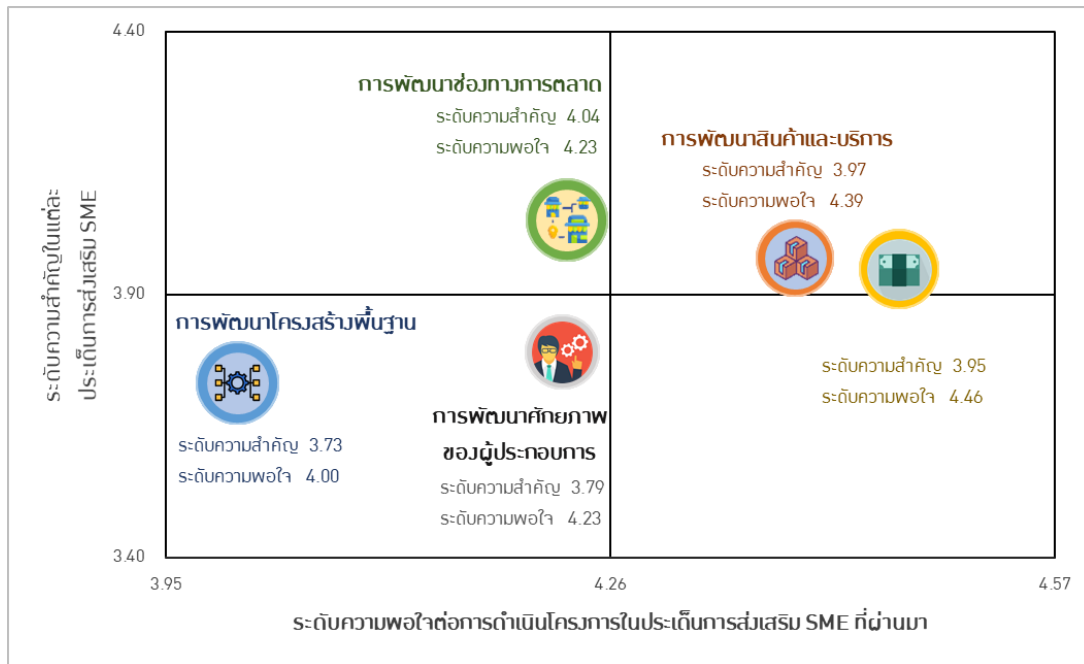 4.40
การพัฒนาช่องทางการตลาด
ระดับความสำคัญ 4.04
ระดับความพอใจ 4.23
การพัฒนาสินค้าและบริการ
ระดับความสำคัญ 3.97
ระดับความพอใจ 4.39
ระดับความสำคัญในแต่ละ
ประเด็นการส่งเสริม SME
3.90
การพัฒนาโครงสร้างพื้นฐาน
ระดับความสำคัญ 3.73
ระดับความพอใจ 4.00
การพัฒนาศักยภาพ
ของผู้ประกอบการ
ระดับความสำคัญ 3.79
ระดับความพอใจ 4.23
ระดับความสำคัญ 3.95
ระดับความพอใจ 4.46
3.40
3.95
4.26
4.57
ระดับความพอใจต่อการดำเนินโครงการในประเด็นการส่งเสริม SME ที่ผ่านมา